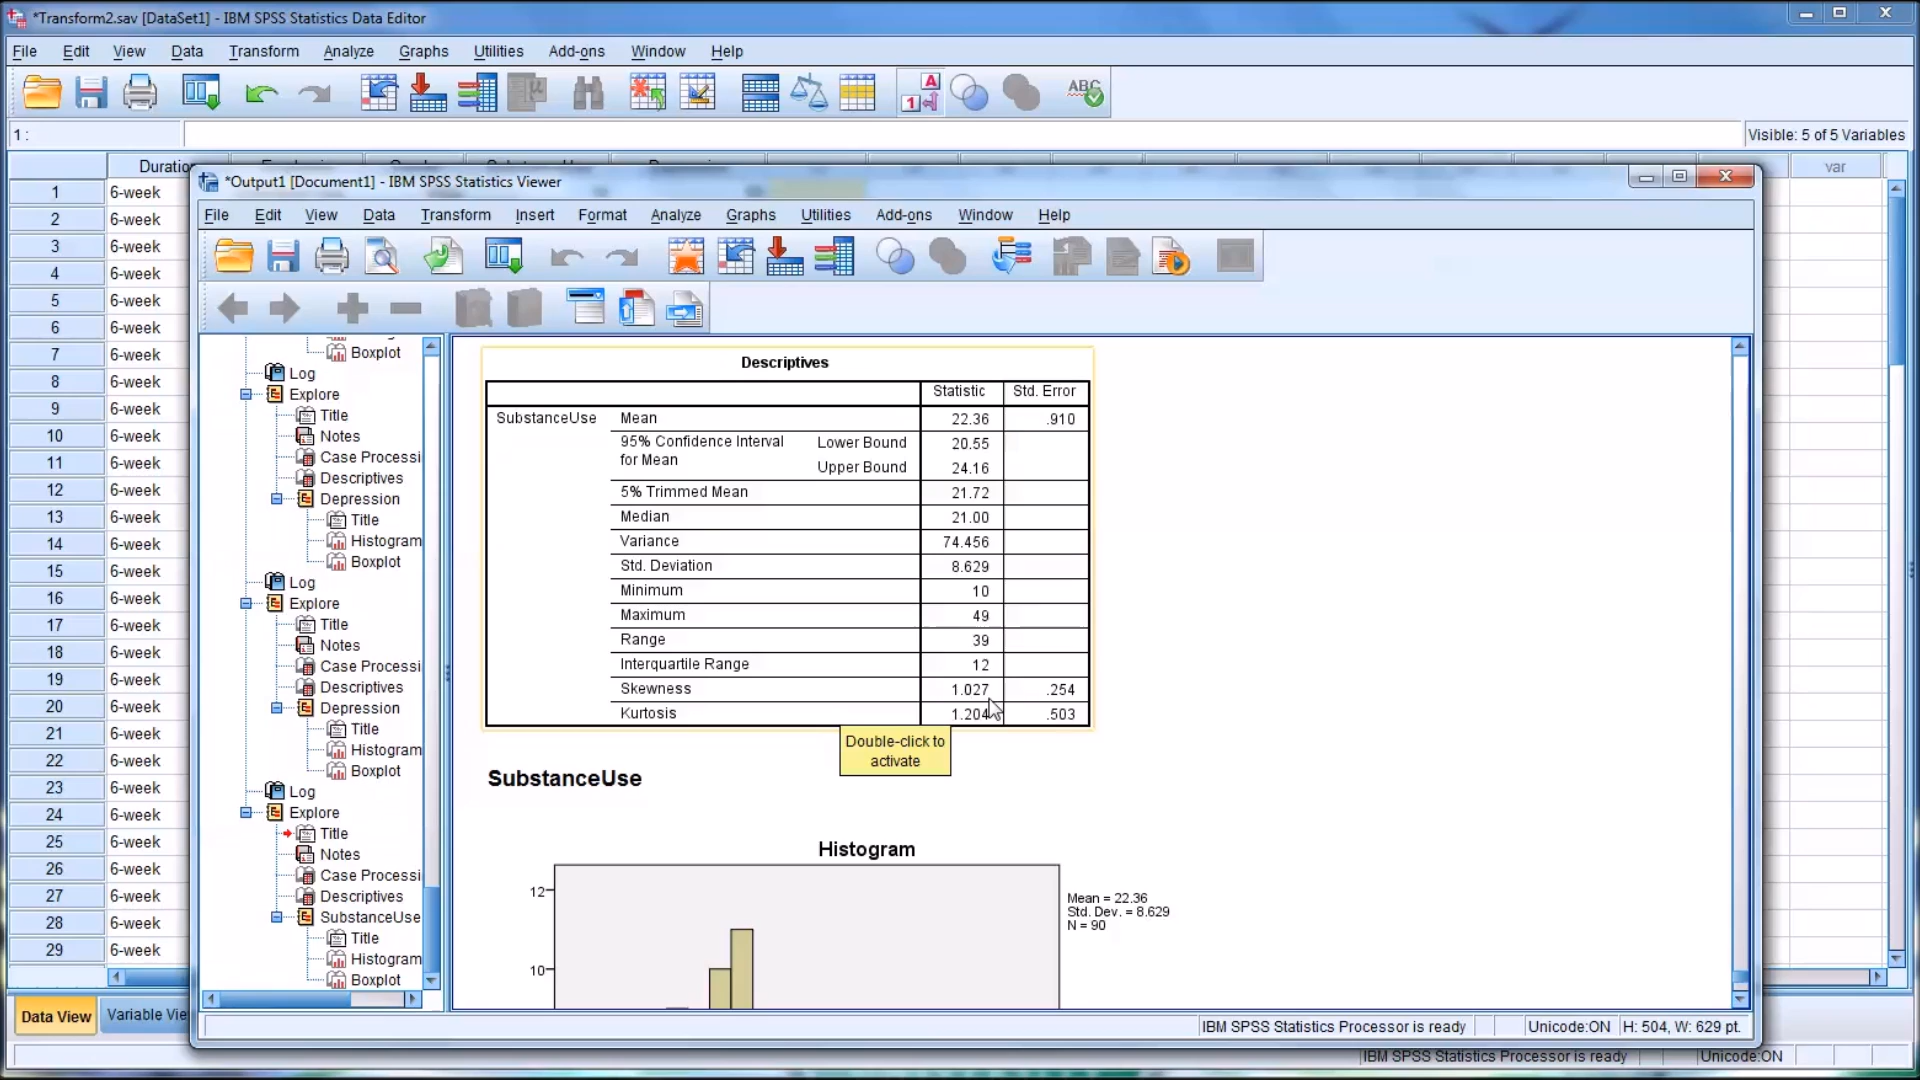 *Transform2.sav [DataSet1] - IBM SPSS Statistics Data Editor
File Edit View Data Transform Analyze Graphs Utilities Add-ons Window Help
1 :
Visible: 5 of 5 Variables
var
1 6-week
2 6-week
3 6-week
4 6-week
5 6-week
6 6-week
7 6-week
8 6-week
9 6-week
10 6-week
11 6-week
12 6-week
13 6-week
14 6-week
15 6-week
16 6-week
17 6-week
18 6-week
19 6-week
20 6-week
21 6-week
22 6-week
23 6-week
24 6-week
25 6-week
26 6-week
27 6-week
28 6-week
29 6-week
Data View Variable Vie
*Output1 [Document1] - IBM SPSS Statistics Viewer
File Edit View Data Transform Insert Format Analyze Graphs Utilities Add-ons Window Help
Boxplot
Log
Explore
Title
Notes
Case Processi
Descriptives
Depression
Title
Histogram
Boxplot
Log
Explore
Title
Notes
Case Processi
Descriptives
Depression
Title
Histogram
Boxplot
Log
Explore
Title
Notes
Case Processi
Descriptives
SubstanceUse
Title
Histogram
Boxplot
Descriptives
Statistic Std. Error
SubstanceUse Mean 22.36 .910
95% Confidence Interval for Mean Lower Bound 20.55
Upper Bound 24.16
5% Trimmed Mean 21.72
Median 21.00
Variance 74.456
Std. Deviation 8.629
Minimum 10
Maximum 49
Range 39
Interquartile Range 12
Skewness 1.027 .254
Kurtosis 1.204 .503
Double-click to
activate
SubstanceUse
Histogram
12
10
Mean = 22.36
Std. Dev. = 8.629
N = 90
IBM SPSS Statistics Processor is ready Unicode:ON H: 504, W: 629 pt.
IBM SPSS Statistics Processor is ready Unicode:ON